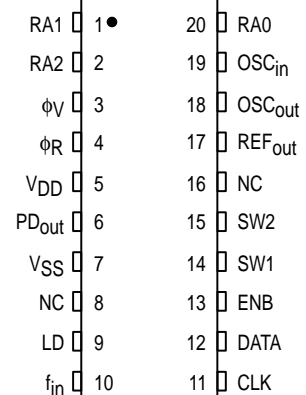 RA1 1 20 RA0
RA2 2 19 OSCin
ϕV 3 18 OSCout
ϕR 4 17 REFout
VDD 5 16 NC
PDout 6 15 SW2
VSS 7 14 SW1
NC 8 13 ENB
LD 9 12 DATA
fin 10 11 CLK